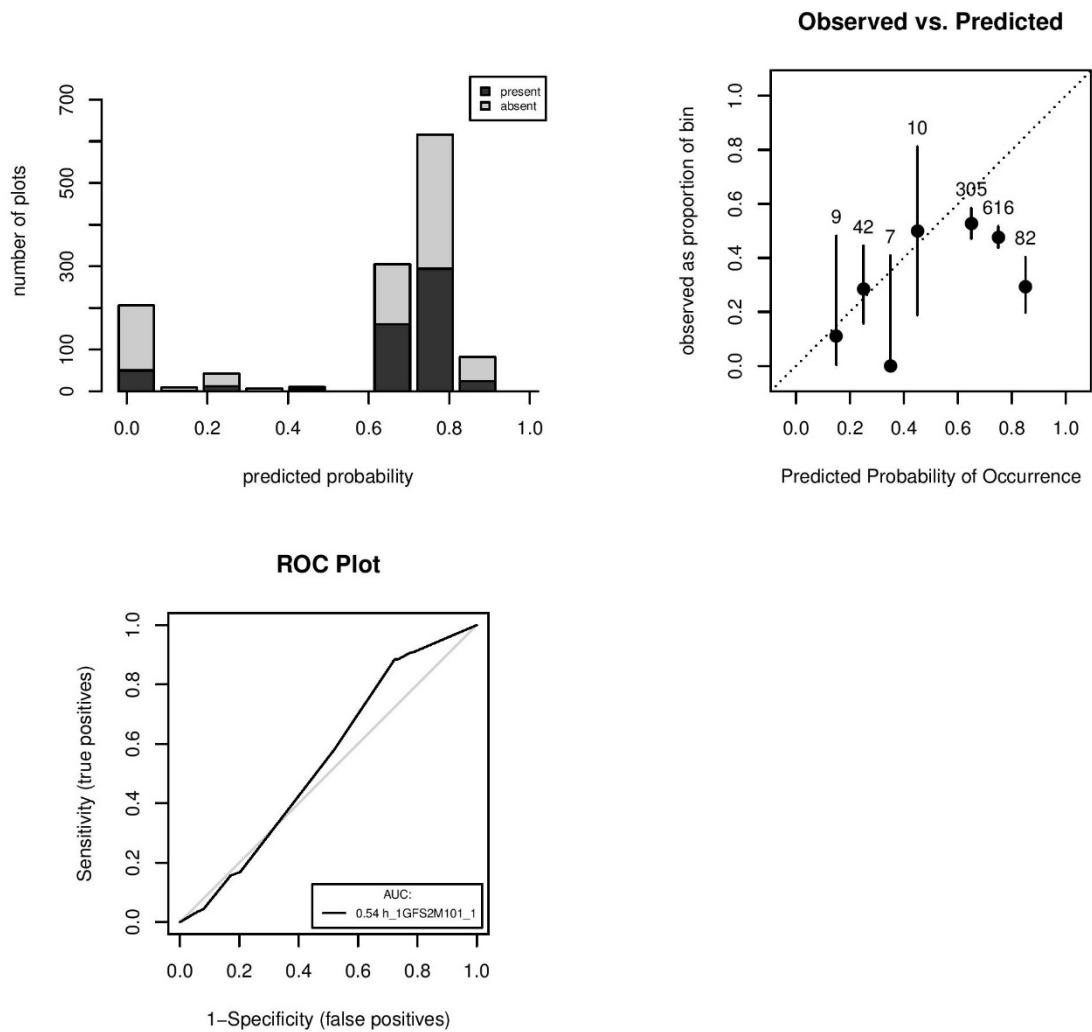 Observed vs. Predicted
present
absent
number of plots
0
100
300
500
700
0.0 0.2 0.4 0.6 0.8 1.0
predicted probability
observed as proportion of bin
0.0
0.2
0.4
0.6
0.8
1.0
9
42
7
10
305
616
82
0.0 0.2 0.4 0.6 0.8 1.0
Predicted Probability of Occurrence
ROC Plot
Sensitivity (true positives)
0.0
0.2
0.4
0.6
0.8
1.0
AUC:
0.54 h_1GFS2M101_1
0.0 0.2 0.4 0.6 0.8 1.0
1−Specificity (false positives)